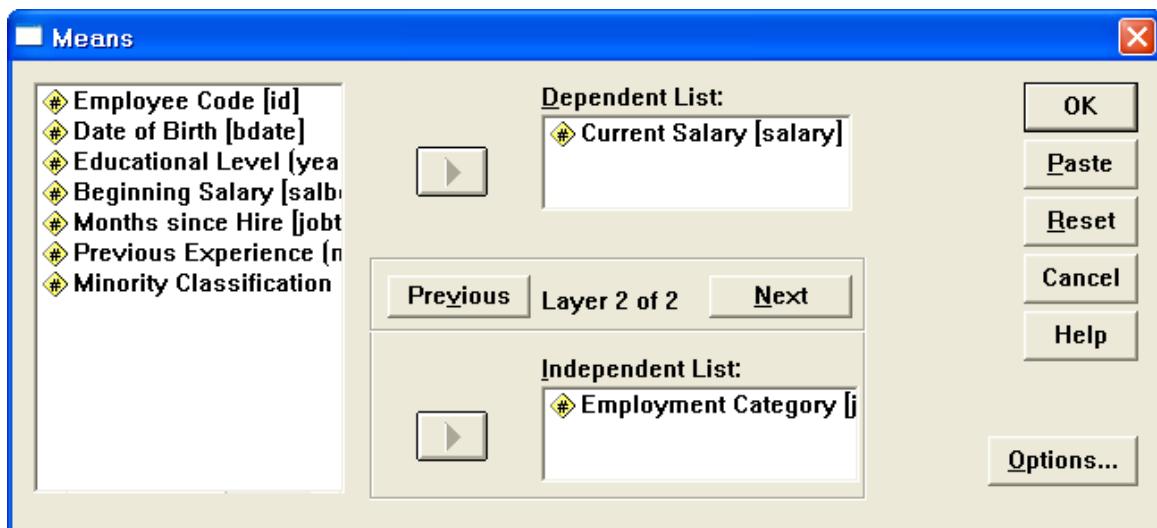 Means
Employee Code [id]
Date of Birth [bdate]
Educational Level (yea
Beginning Salary [salb
Months since Hire [jobt
Previous Experience (n
Minority Classification
Dependent List:
Current Salary [salary]
Previous
Layer 2 of 2
Next
Independent List:
Employment Category [j
OK
Paste
Reset
Cancel
Help
Options...